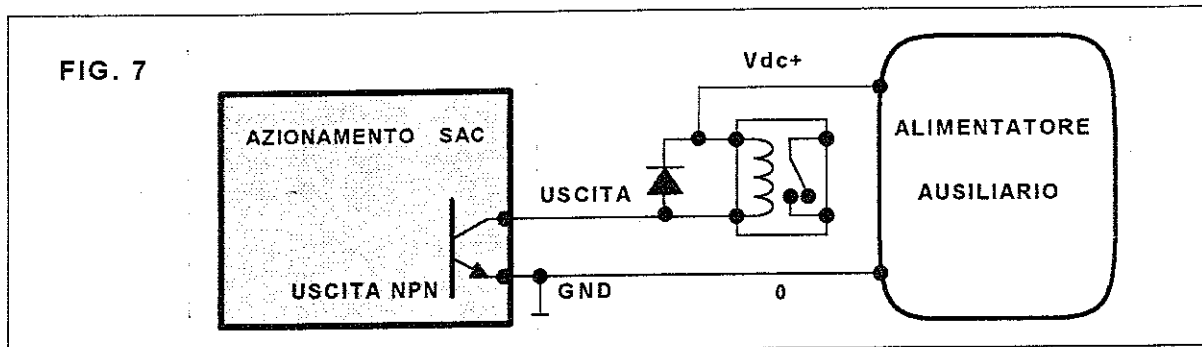 FIG. 7
Vdc+
AZIONAMENTO SAC
ALIMENTATORE
AUSILIARIO
USCITA
USCITA NPN
GND
0